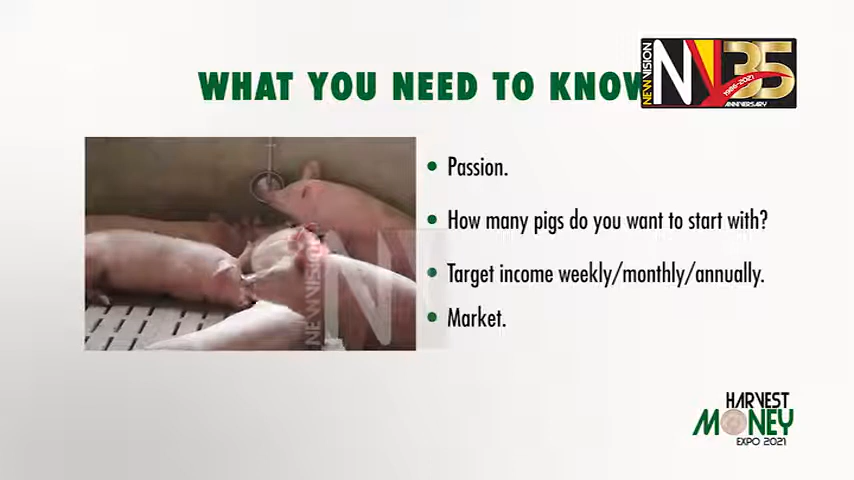 WHAT YOU NEED TO KNOW
NEW VISION
NV 35
1986-2021
ANNIVERSARY
Passion.
How many pigs do you want to start with?
Target income weekly/monthly/annually.
Market.
NEW VISION
N
HARVEST
MONEY
EXPO 2021